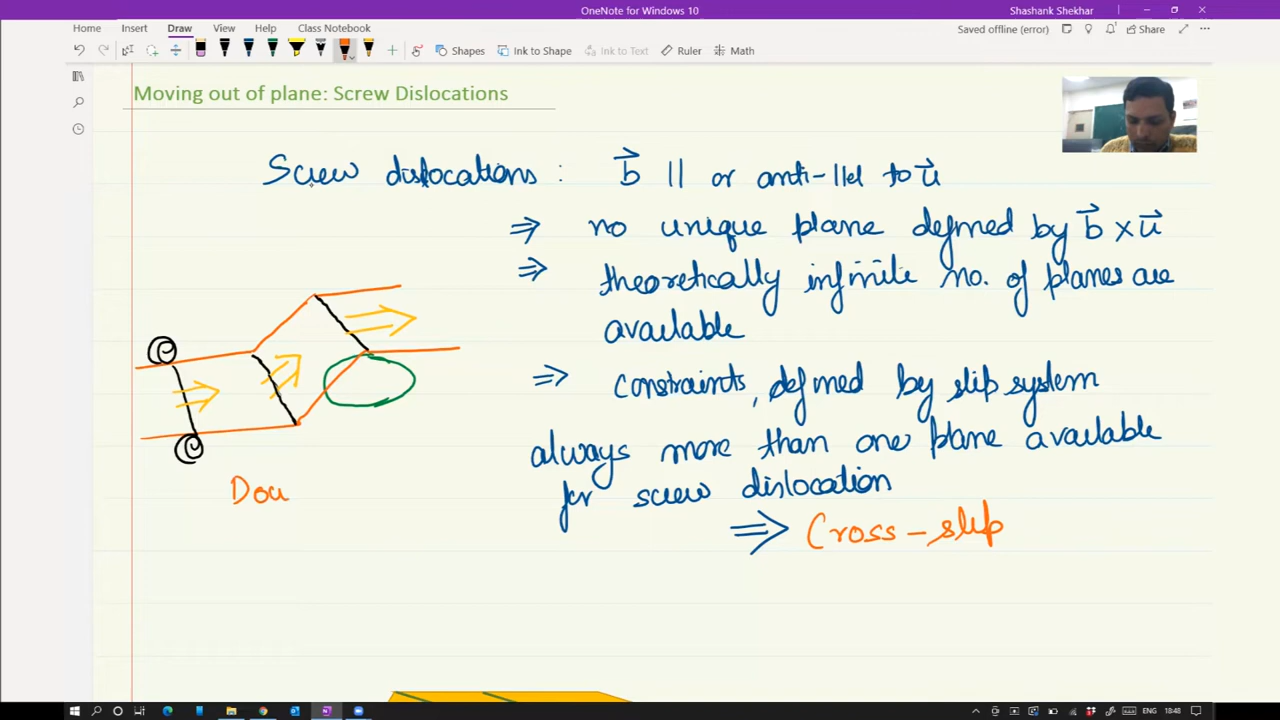 OneNote for Windows 10
Shashank Shekhar
Home Insert Draw View Help Class Notebook
Saved offline (error)
Share
Shapes
Ink to Shape
Ink to Text
Ruler
Math
Moving out of plane: Screw Dislocations
Screw dislocations : b⃗ || or anti-||el to u⃗
⇒ no unique plane defined by b⃗ × u⃗
⇒ theoretically infinite no. of planes are
available
⇒ constraints, defined by slip system
always more than one plane available
for screw dislocation
⇒ Cross-slip
Dou
ENG
18:48